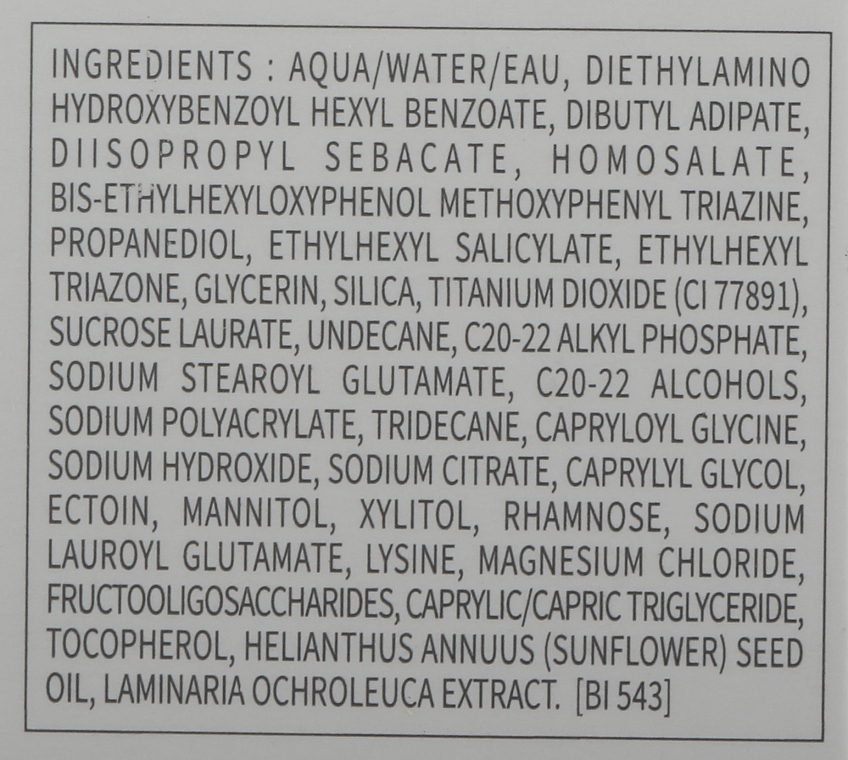 INGREDIENTS : AQUA/WATER/EAU, DIETHYLAMINO
HYDROXYBENZOYL HEXYL BENZOATE, DIBUTYL ADIPATE,
DIISOPROPYL SEBACATE, HOMOSALATE,
BIS-ETHYLHEXYLOXYPHENOL METHOXYPHENYL TRIAZINE,
PROPANEDIOL, ETHYLHEXYL SALICYLATE, ETHYLHEXYL
TRIAZONE, GLYCERIN, SILICA, TITANIUM DIOXIDE (CI 77891),
SUCROSE LAURATE, UNDECANE, C20-22 ALKYL PHOSPHATE,
SODIUM STEAROYL GLUTAMATE, C20-22 ALCOHOLS,
SODIUM POLYACRYLATE, TRIDECANE, CAPRYLOYL GLYCINE,
SODIUM HYDROXIDE, SODIUM CITRATE, CAPRYLYL GLYCOL,
ECTOIN, MANNITOL, XYLITOL, RHAMNOSE, SODIUM
LAUROYL GLUTAMATE, LYSINE, MAGNESIUM CHLORIDE,
FRUCTOOLIGOSACCHARIDES, CAPRYLIC/CAPRIC TRIGLYCERIDE,
TOCOPHEROL, HELIANTHUS ANNUUS (SUNFLOWER) SEED
OIL, LAMINARIA OCHROLEUCA EXTRACT. [BI 543]